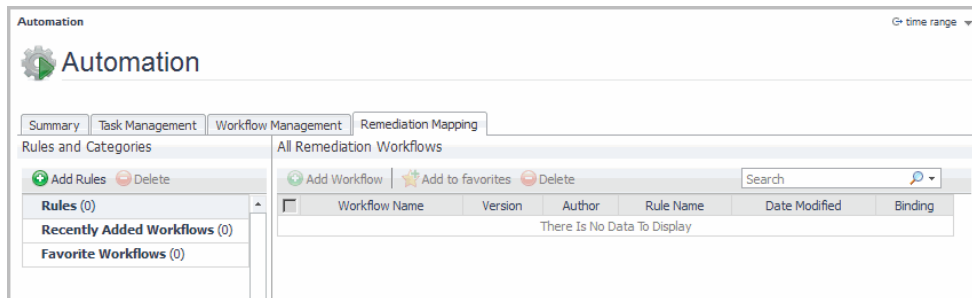 Automation
time range
Automation
Summary Task Management Workflow Management Remediation Mapping
Rules and Categories
All Remediation Workflows
Add Rules Delete
Add Workflow Add to favorites Delete Search
Rules (0)
Workflow Name Version Author Rule Name Date Modified Binding
Recently Added Workflows (0)
There Is No Data To Display
Favorite Workflows (0)